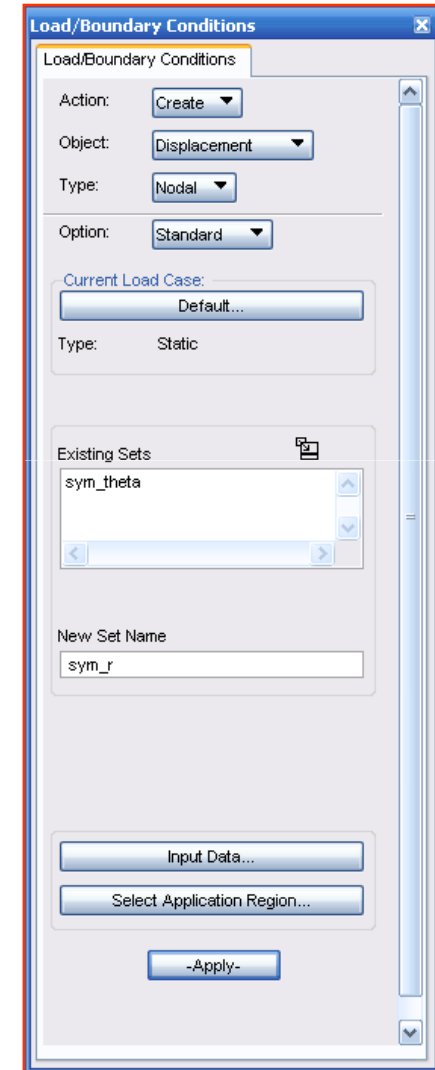 Load/Boundary Conditions
Load/Boundary Conditions
Action: Create
Object: Displacement
Type: Nodal
Option: Standard
Current Load Case:
Default...
Type: Static
Existing Sets
sym_theta
New Set Name
sym_r
Input Data...
Select Application Region...
-Apply-